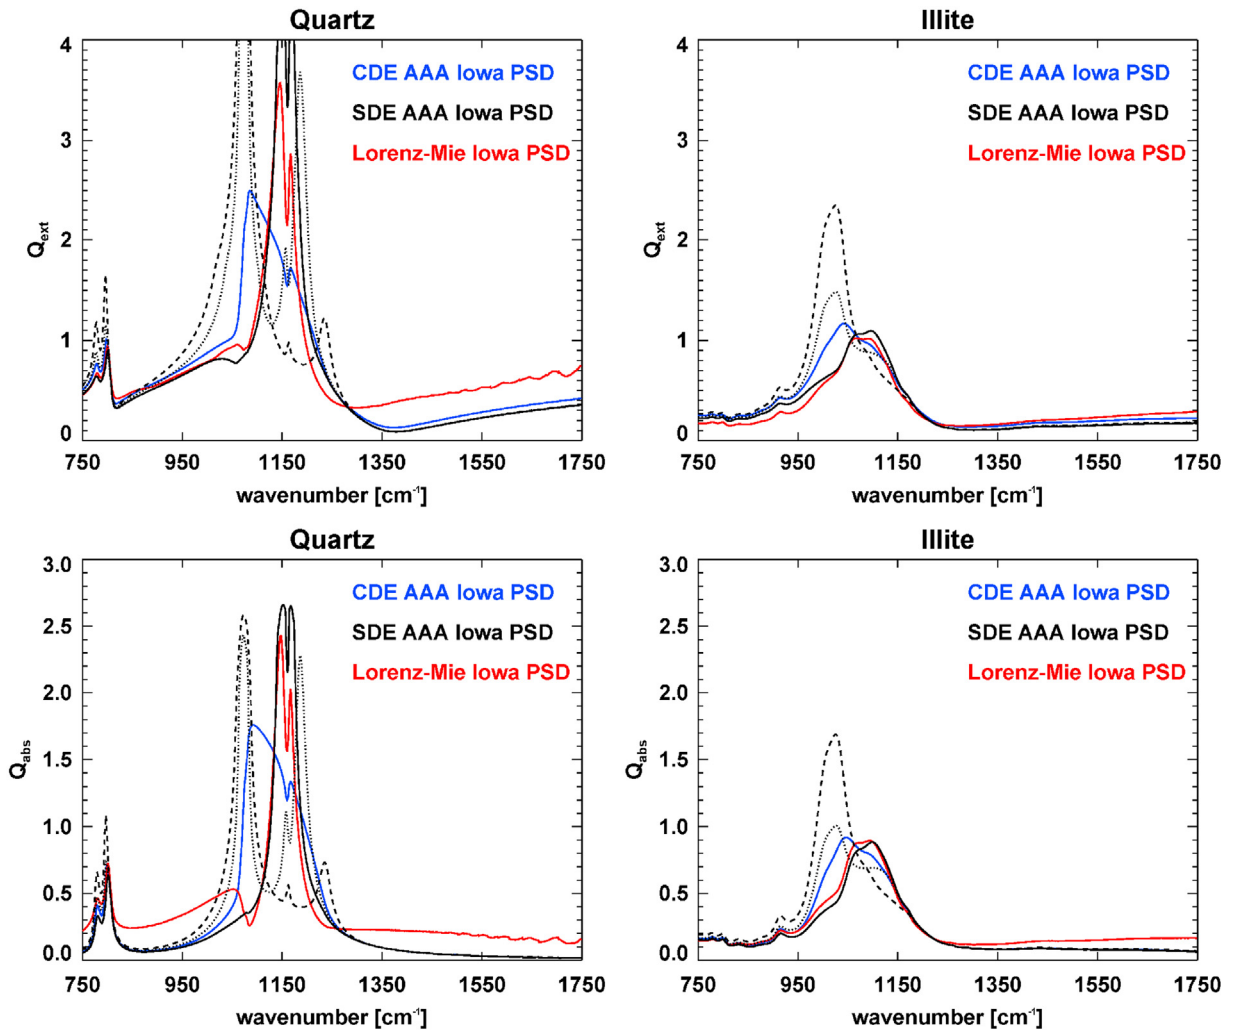 Quartz
4
3
2
1
0
Q_ext
CDE AAA Iowa PSD
SDE AAA Iowa PSD
Lorenz-Mie Iowa PSD
750 950 1150 1350 1550 1750
wavenumber [cm⁻¹]
Illite
4
3
2
1
0
Q_ext
CDE AAA Iowa PSD
SDE AAA Iowa PSD
Lorenz-Mie Iowa PSD
750 950 1150 1350 1550 1750
wavenumber [cm⁻¹]
Quartz
3.0
2.5
2.0
1.5
1.0
0.5
0.0
Q_abs
CDE AAA Iowa PSD
SDE AAA Iowa PSD
Lorenz-Mie Iowa PSD
750 950 1150 1350 1550 1750
wavenumber [cm⁻¹]
Illite
3.0
2.5
2.0
1.5
1.0
0.5
0.0
Q_abs
CDE AAA Iowa PSD
SDE AAA Iowa PSD
Lorenz-Mie Iowa PSD
750 950 1150 1350 1550 1750
wavenumber [cm⁻¹]